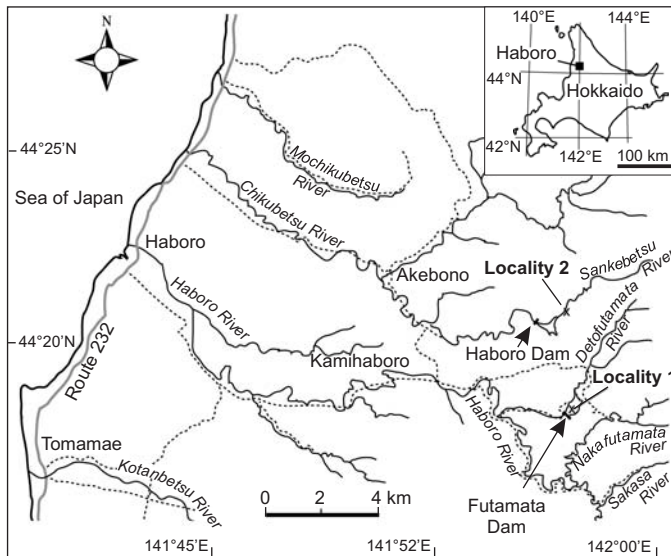 N
140°E
144°E
Haboro
44°N
Hokkaido
42°N
142°E
100 km
44°25'N
Mochikubetsu
River
Sea of Japan
Chikubetsu River
Haboro
Akebono
Locality 2
Sankebetsu
River
Haboro River
Detofutamata
River
44°20'N
Route 232
Kamihaboro
Haboro Dam
Locality 1
Haboro River
Tomamae
Nakafutamata
River
Kotanbetsu River
0 2 4 km
Futamata
Dam
Sakasa
River
141°45'E
141°52'E
142°00'E